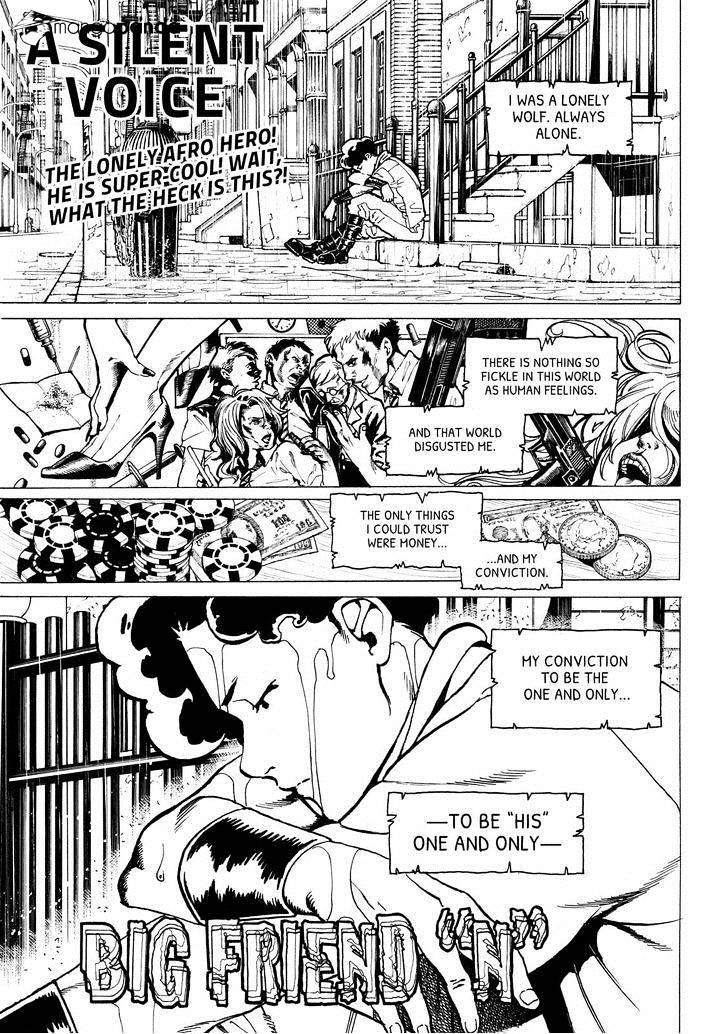 mangapanda
A SILENT
VOICE
THE LONELY AFRO HERO!
HE IS SUPER COOL! WAIT,
WHAT THE HECK IS THIS?!
I WAS A LONELY
WOLF. ALWAYS
ALONE.
THERE IS NOTHING SO
FICKLE IN THIS WORLD
AS HUMAN FEELINGS.
AND THAT WORLD
DISGUSTED ME.
THE ONLY THINGS
I COULD TRUST
WERE MONEY...
...AND MY
CONVICTION.
MY CONVICTION
TO BE THE
ONE AND ONLY...
—TO BE "HIS"
ONE AND ONLY—
BIG FRIEND "N"